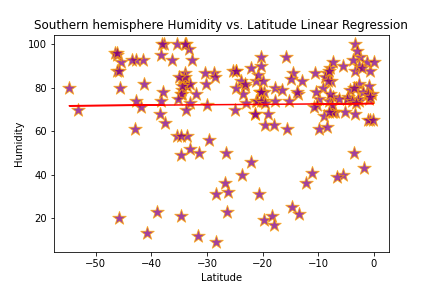 Southern hemisphere Humidity vs. Latitude Linear Regression
100
80
60
40
20
Humidity
−50 −40 −30 −20 −10 0
Latitude